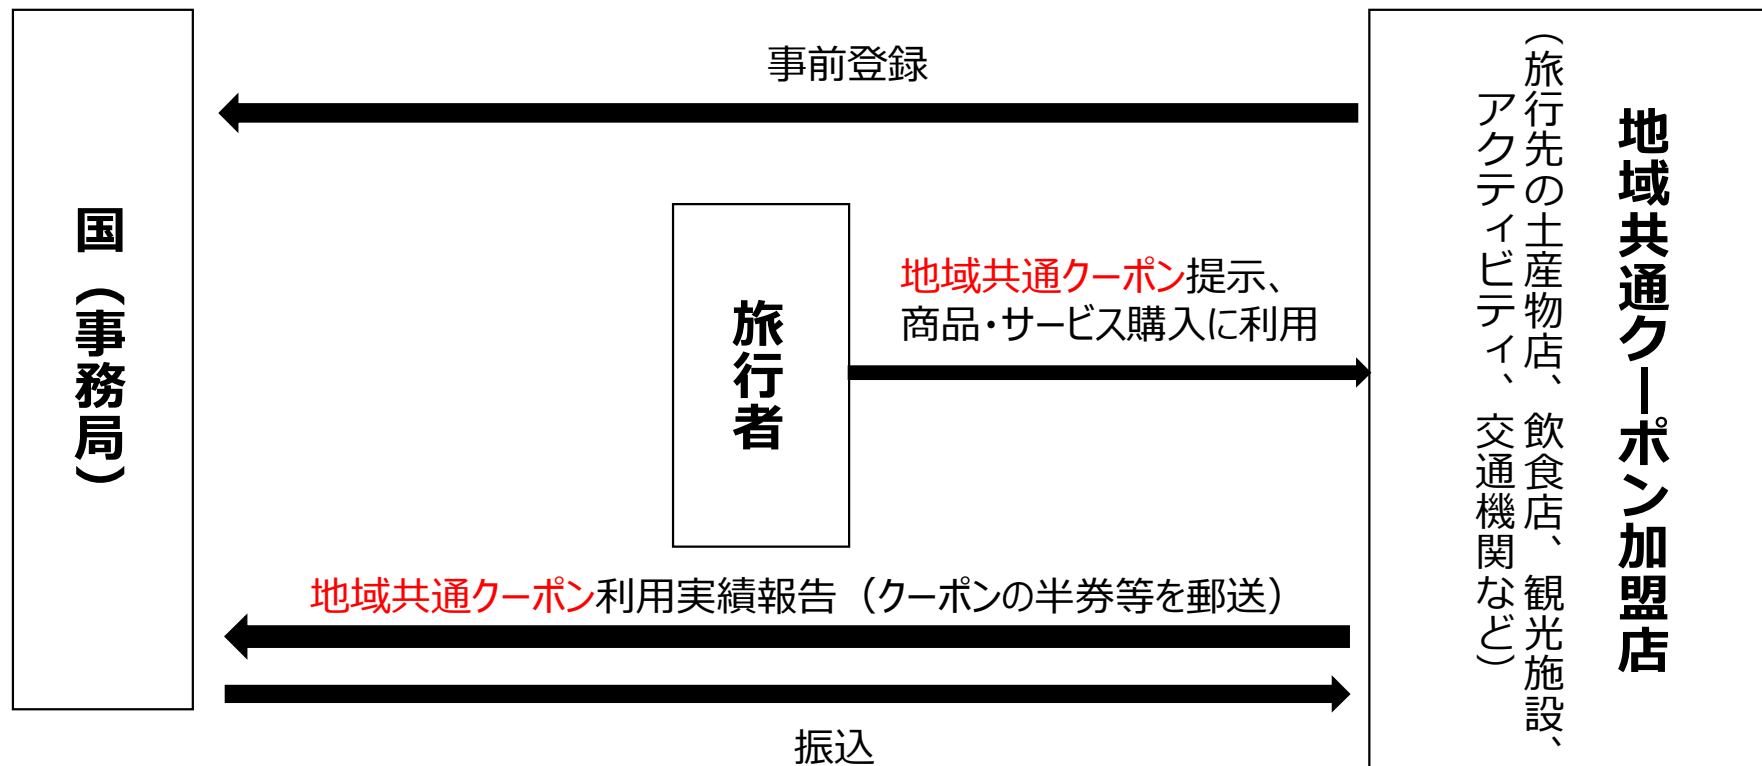 事前登録
国（事務局）
旅行者
地域共通クーポン提示、
商品・サービス購入に利用
地域共通クーポン加盟店
（旅行先の土産物店、飲食店、観光施設、
アクティビティ、交通機関など）
地域共通クーポン利用実績報告（クーポンの半券等を郵送）
振込